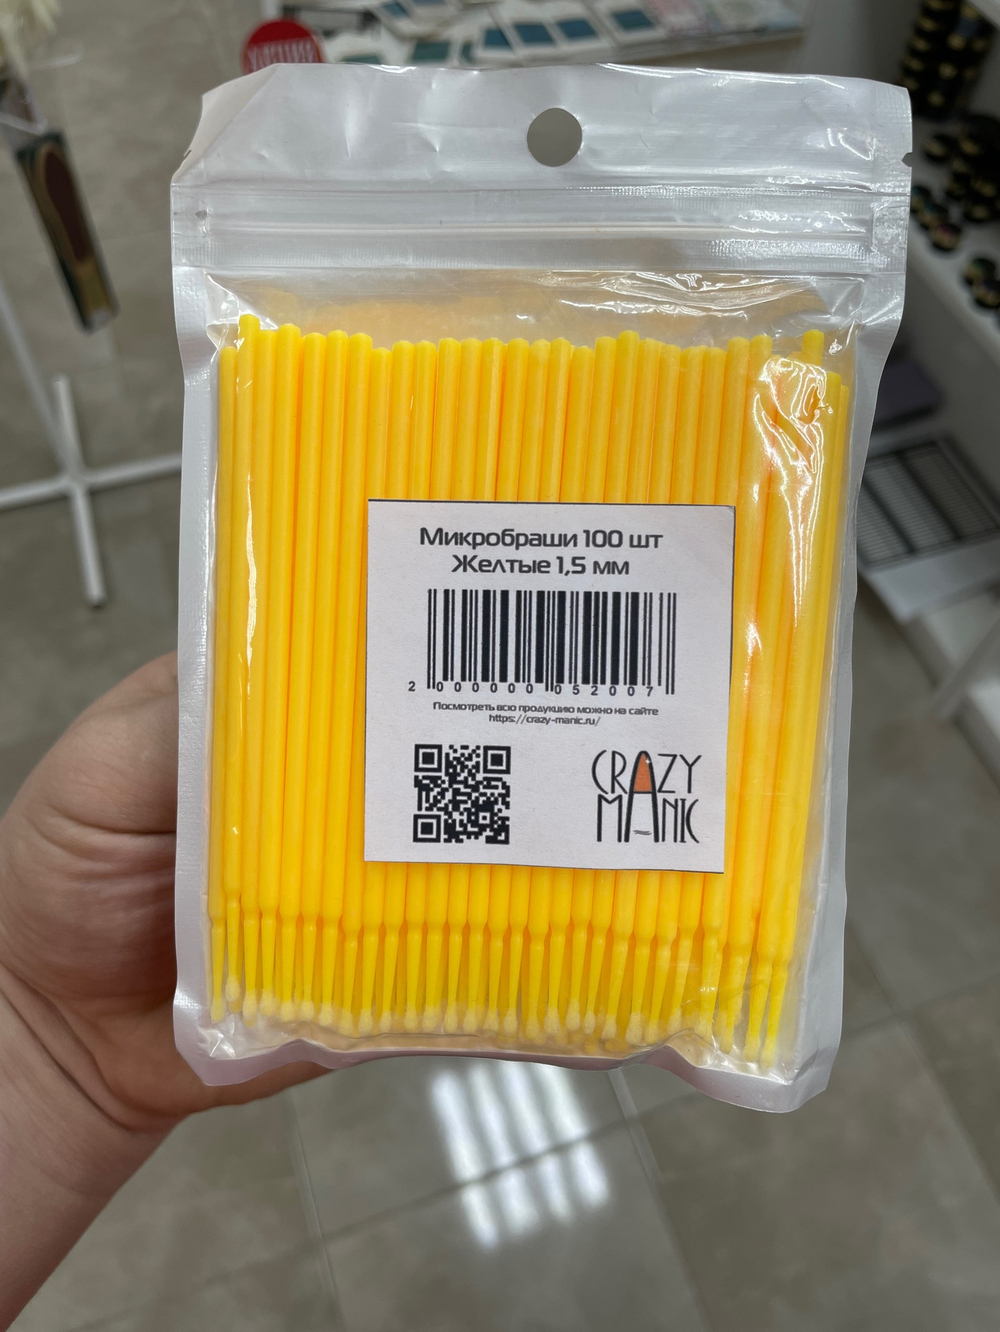 Микробраши 100 шт
Желтые 1,5 мм
2 000000 052007
Посмотреть всю продукцию можно на сайте
https://crazy-manic.ru/
CRAZY
MANIC